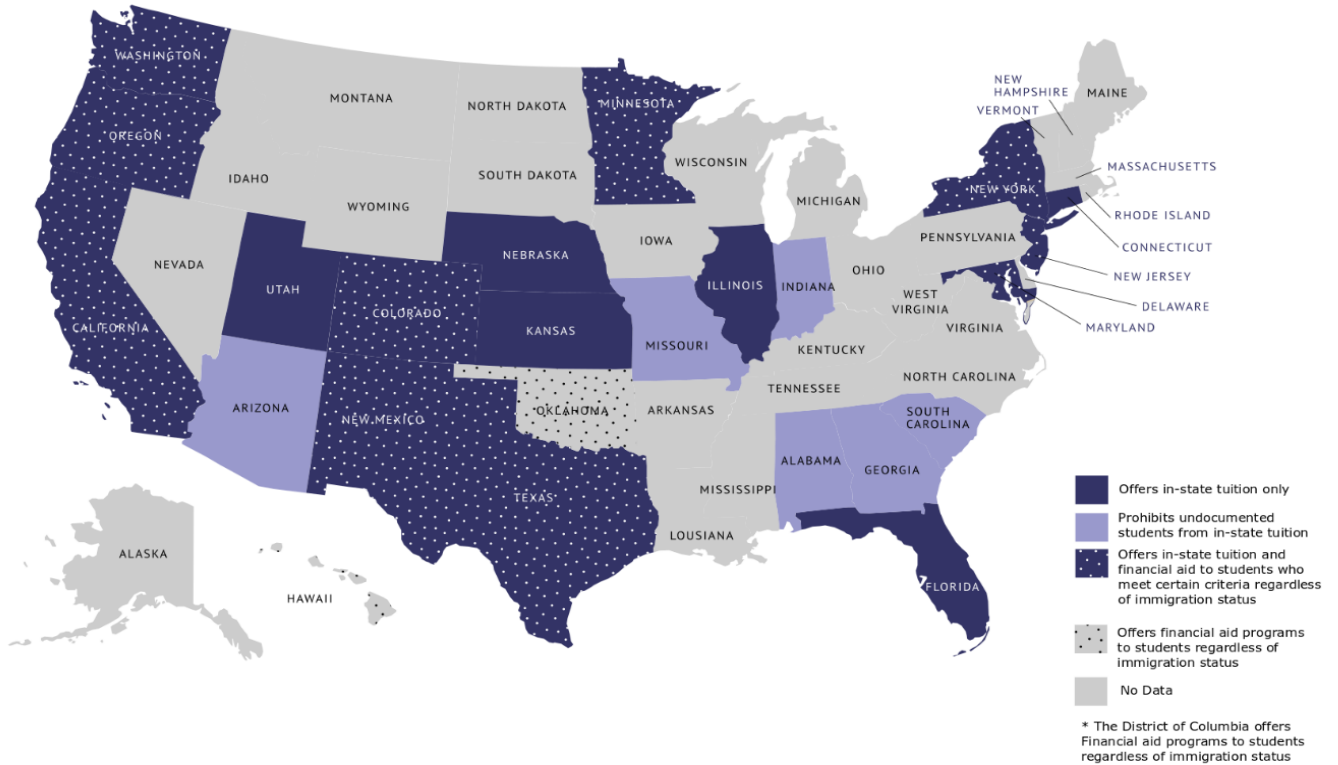 WASHINGTON
MONTANA
NORTH DAKOTA
MINNESOTA
NEW
HAMPSHIRE
VERMONT
MAINE
OREGON
IDAHO
SOUTH DAKOTA
WISCONSIN
MICHIGAN
NEW YORK
MASSACHUSETTS
WYOMING
RHODE ISLAND
CONNECTICUT
NEVADA
UTAH
NEBRASKA
IOWA
ILLINOIS
INDIANA
OHIO
PENNSYLVANIA
NEW JERSEY
DELAWARE
MARYLAND
CALIFORNIA
COLORADO
KANSAS
MISSOURI
KENTUCKY
WEST
VIRGINIA
VIRGINIA
ARIZONA
NEW MEXICO
OKLAHOMA
ARKANSAS
TENNESSEE
NORTH CAROLINA
SOUTH
CAROLINA
TEXAS
LOUSIANA
MISSISSIPPI
ALABAMA
GEORGIA
FLORIDA
ALASKA
HAWAII
Offers in-state tuition only
Prohibits undocumented
students from in-state tuition
Offers in-state tuition and
financial aid to students who
meet certain criteria regardless
of immigration status
Offers financial aid programs
to students regardless of
immigration status
No Data
* The District of Columbia offers
Financial aid programs to students
regardless of immigration status